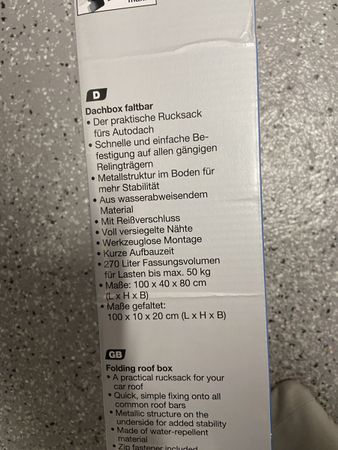 max.
D
Dachbox faltbar
• Der praktische Rucksack
fürs Autodach
• Schnelle und einfache Be-
festigung auf allen gängigen
Relingträgern
• Metallstruktur im Boden für
mehr Stabilität
• Aus wasserabweisendem
Material
• Mit Reißverschluss
• Voll versiegelte Nähte
• Werkzeuglose Montage
• Kurze Aufbauzeit
• 270 Liter Fassungsvolumen
für Lasten bis max. 50 kg
• Maße: 100 x 40 x 80 cm
(L x H x B)
• Maße gefaltet:
100 x 10 x 20 cm (L x H x B)
GB
Folding roof box
• A practical rucksack for your
car roof
• Quick, simple fixing onto all
common roof bars
• Metallic structure on the
underside for added stability
• Made of water-repellent
material
• Zip fastener included